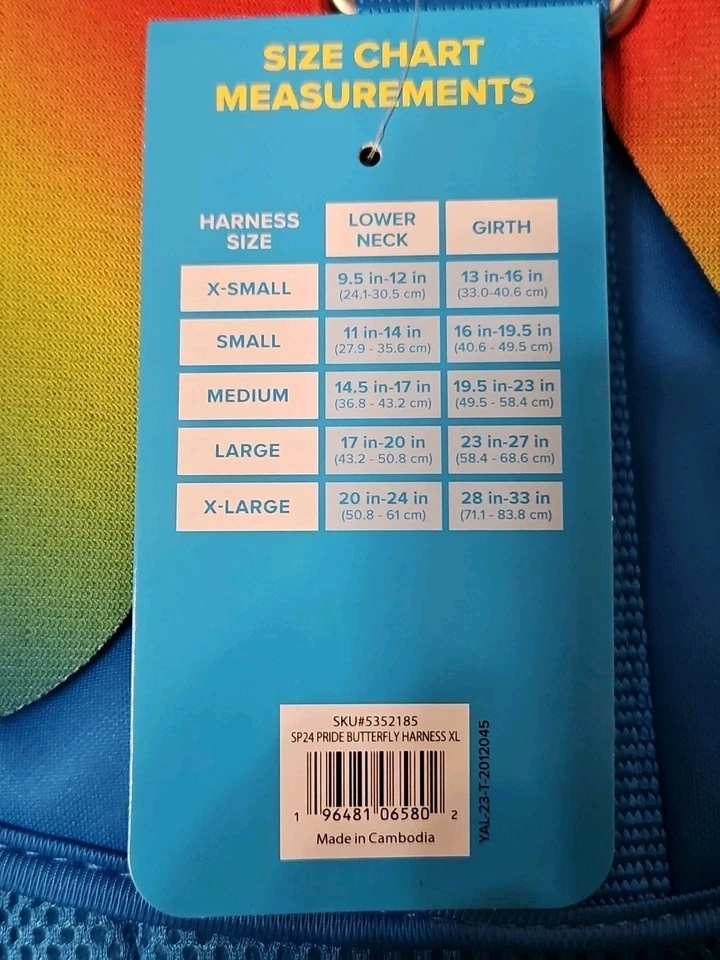 SIZE CHART
MEASUREMENTS
HARNESS
SIZE
LOWER
NECK
GIRTH
X-SMALL
9.5 in-12 in
(24.1-30.5 cm)
13 in-16 in
(33.0-40.6 cm)
SMALL
11 in-14 in
(27.9 - 35.6 cm)
16 in-19.5 in
(40.6 - 49.5 cm)
MEDIUM
14.5 in-17 in
(36.8 - 43.2 cm)
19.5 in-23 in
(49.5 - 58.4 cm)
LARGE
17 in-20 in
(43.2 - 50.8 cm)
23 in-27 in
(58.4 - 68.6 cm)
X-LARGE
20 in-24 in
(50.8 - 61 cm)
28 in-33 in
(71.1 - 83.8 cm)
SKU#5352185
SP24 PRIDE BUTTERFLY HARNESS XL
1 96481 06580 2
Made in Cambodia
YAL-23-T-2012045